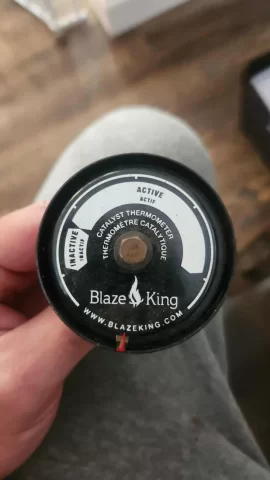 ACTIVE
ACTIF
INACTIVE
INACTIF
CATALYST THERMOMETER
THERMOMÈTRE CATALYTIQUE
Blaze King
WWW.BLAZEKING.COM